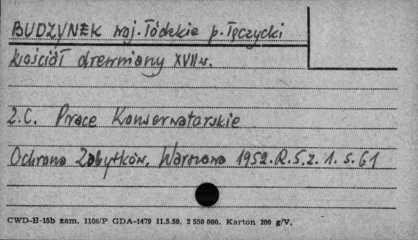 BUDZYNEK woj. Łódzkie p. Łęczycki
kościół drewniany XVII w.
Z.C. Prace Konserwatorskie
Ochrona Zabytków, Warszawa 1952. R. 5. z. 1. s. 61
CWD-H-15b zam. 1106/P GDA-1479 11.5.59. 2 550 000. Karton 200 g/V.